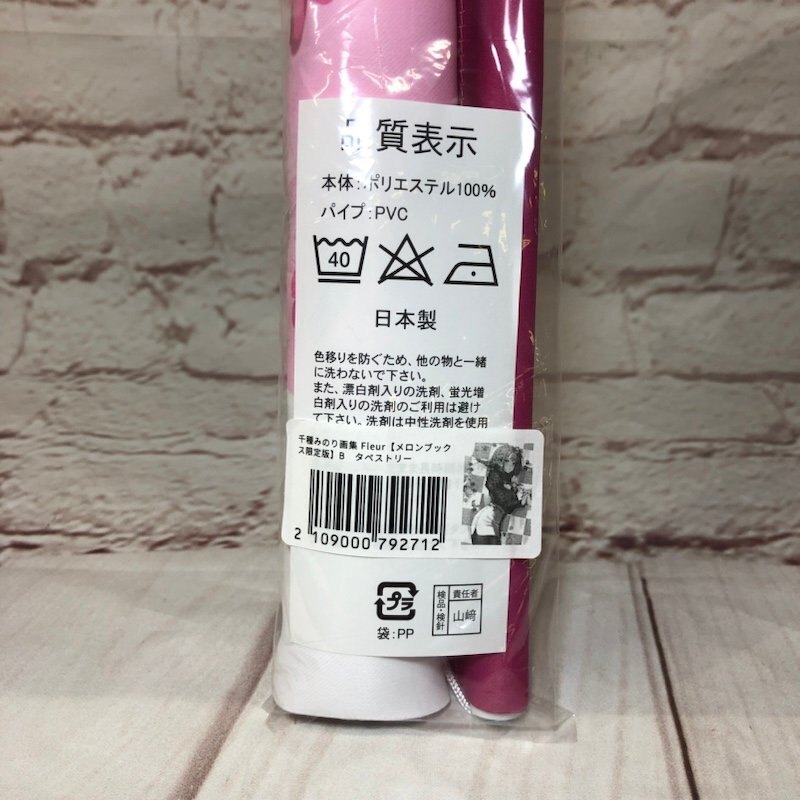 品質表示
本体:ポリエステル100%
パイプ:PVC
40
日本製
色移りを防ぐため、他の物と一緒
に洗わないで下さい。
また、漂白剤入りの洗剤、蛍光増
白剤入りの洗剤のご利用は避け
て下さい。洗剤は中性洗剤を使用
千種みのり画集 Fleur【メロンブック
ス限定版】B タペストリー
2 109000 792712
プラ
袋:PP
検品・検針
責任者
山﨑